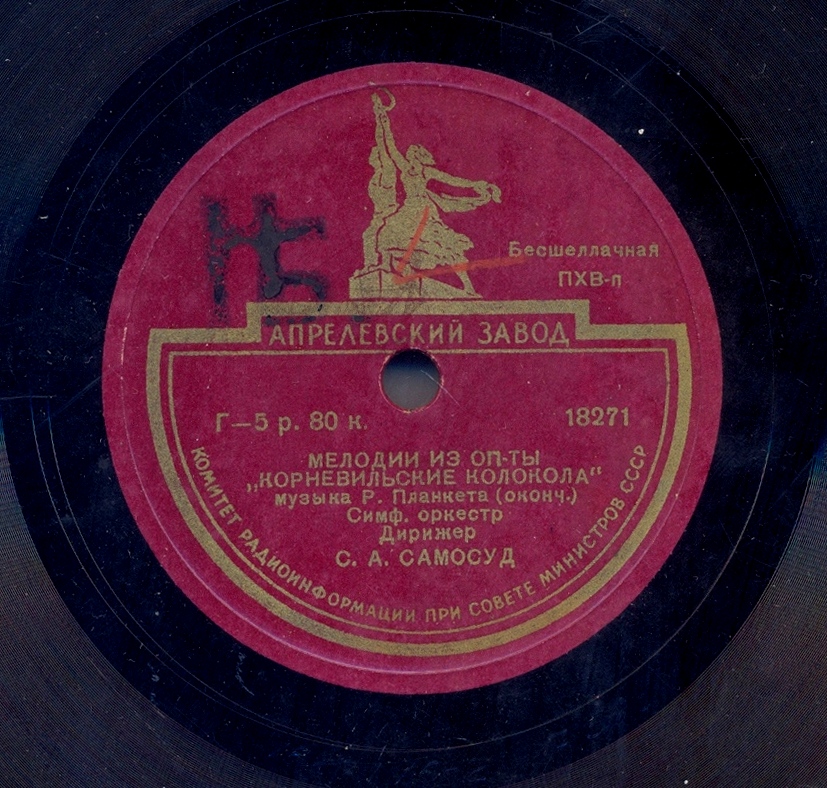 Бесшеллачная
ПХВ-п
АПРЕЛЕВСКИЙ ЗАВОД
Г—5 р. 80 к.
18271
МЕЛОДИИ ИЗ ОП-ТЫ
„КОРНЕВИЛЬСКИЕ КОЛОКОЛА“
музыка Р. Планкета (оконч.)
Симф. оркестр
Дирижер
С. А. САМОСУД
КОМИТЕТ РАДИОИНФОРМАЦИИ ПРИ СОВЕТЕ МИНИСТРОВ СССР